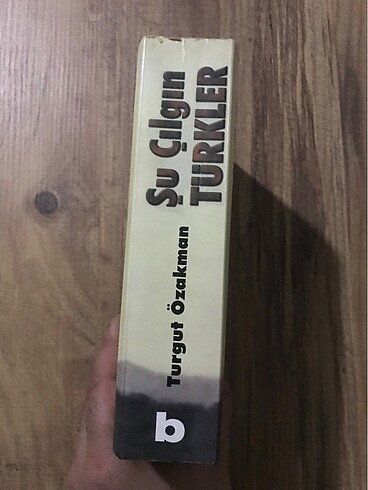 Şu Çılgın
TÜRKLER
Turgut Özakman
b